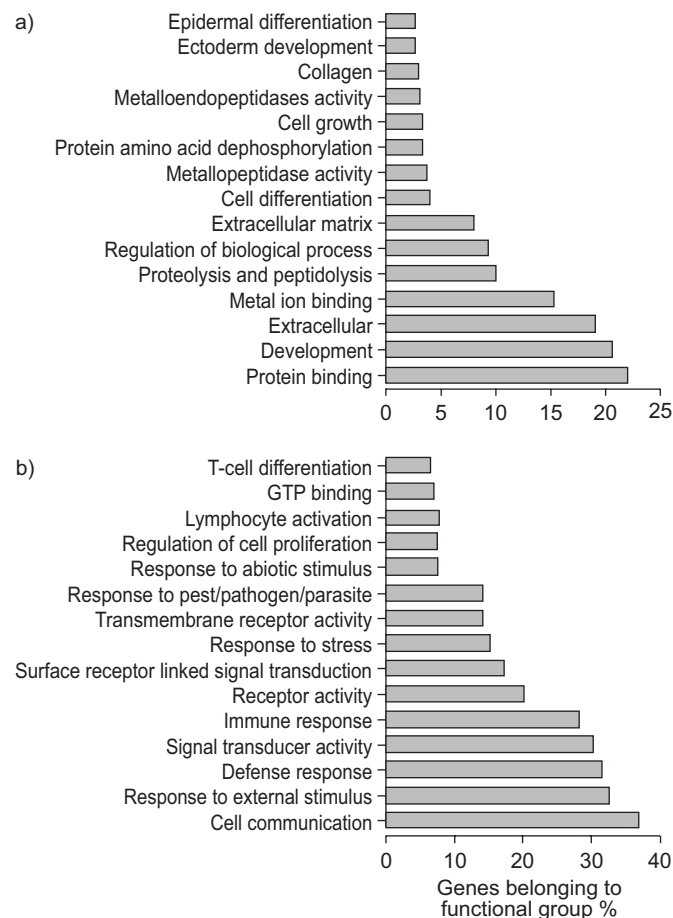 a)
Epidermal differentiation
Ectoderm development
Collagen
Metalloendopeptidases activity
Cell growth
Protein amino acid dephosphorylation
Metallopeptidase activity
Cell differentiation
Extracellular matrix
Regulation of biological process
Proteolysis and peptidolysis
Metal ion binding
Extracellular
Development
Protein binding
0 5 10 15 20 25
b)
T-cell differentiation
GTP binding
Lymphocyte activation
Regulation of cell proliferation
Response to abiotic stimulus
Response to pest/pathogen/parasite
Transmembrane receptor activity
Response to stress
Surface receptor linked signal transduction
Receptor activity
Immune response
Signal transducer activity
Defense response
Response to external stimulus
Cell communication
0 10 20 30 40
Genes belonging to
functional group %